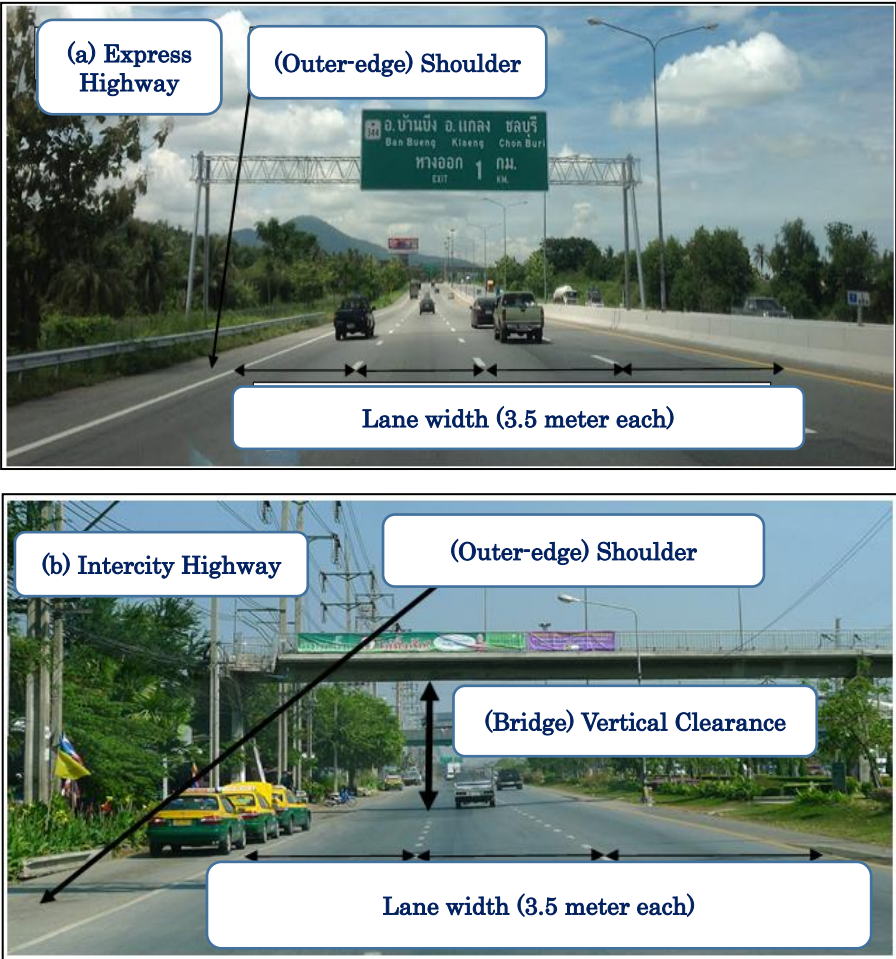 (a) Express
Highway
(Outer-edge) Shoulder
344 อ.บ้านบึง อ.แกลง ชลบุรี
Ban Bueng Klaeng Chon Buri
ทางออก 1 กม.
EXIT KM.
Lane width (3.5 meter each)
(b) Intercity Highway
(Outer-edge) Shoulder
(Bridge) Vertical Clearance
Lane width (3.5 meter each)